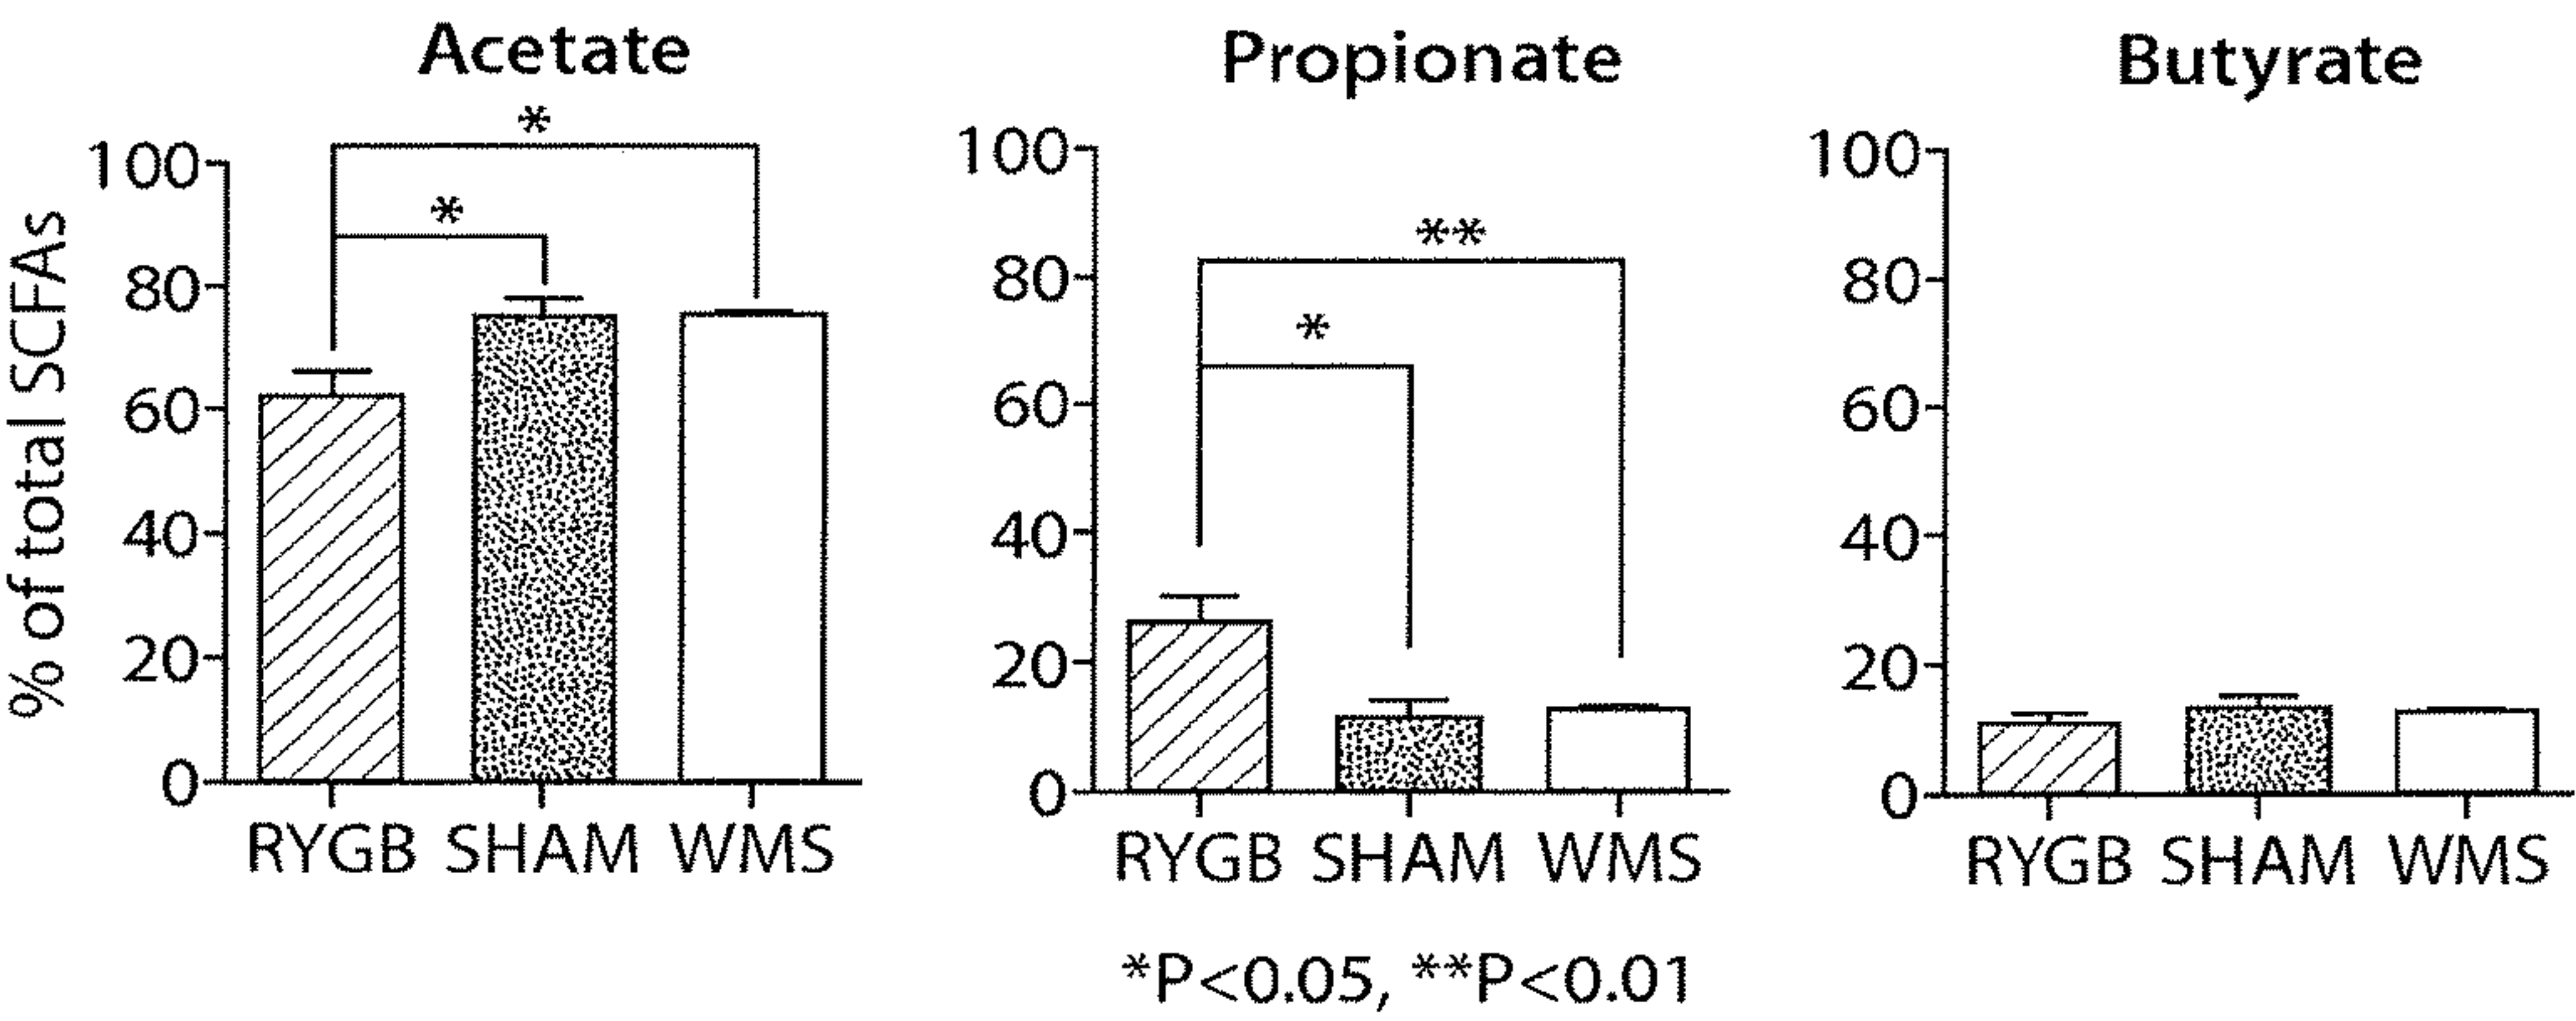 Acetate
Propionate
Butyrate
% of total SCFAs
100
80
60
40
20
0
*
*
RYGB SHAM WMS
100
80
60
40
20
0
**
*
RYGB SHAM WMS
100
80
60
40
20
0
RYGB SHAM WMS
*P<0.05, **P<0.01